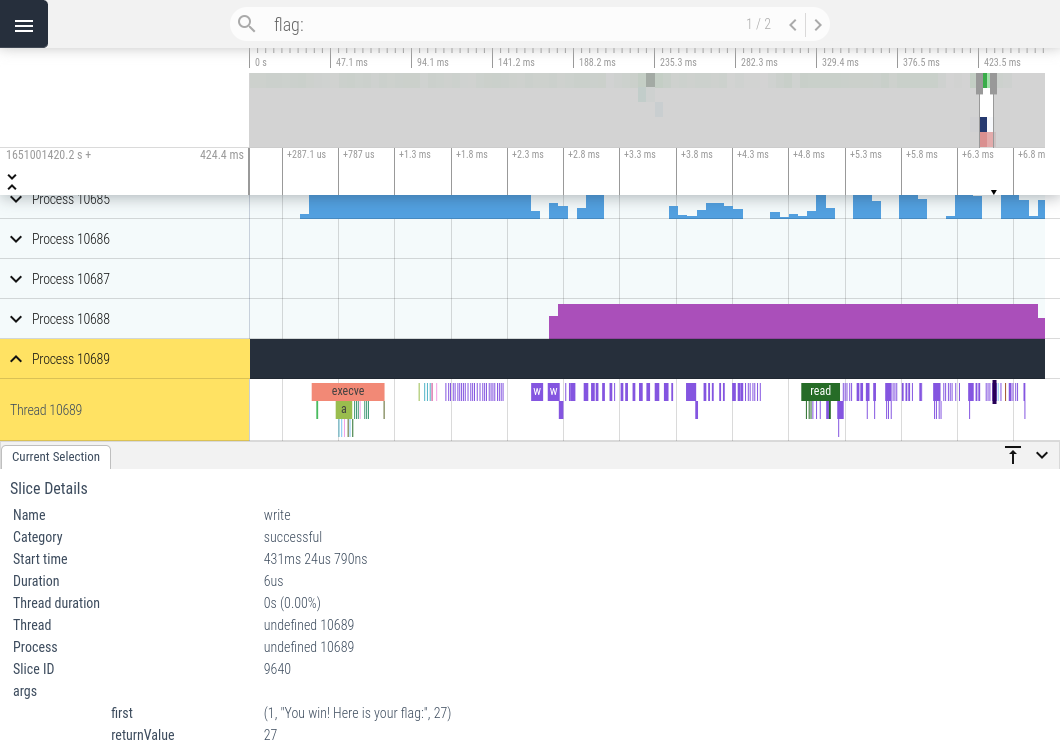 flag:
1 / 2
0 s 47.1 ms 94.1 ms 141.2 ms 188.2 ms 235.3 ms 282.3 ms 329.4 ms 376.5 ms 423.5 ms
1651001420.2 s + 424.4 ms +287.1 us +787 us +1.3 ms +1.8 ms +2.3 ms +2.8 ms +3.3 ms +3.8 ms +4.3 ms +4.8 ms +5.3 ms +5.8 ms +6.3 ms +6.8 m
Process 10685
Process 10686
Process 10687
Process 10688
Process 10689
execve w w read
Thread 10689 a
Current Selection
Slice Details
Name write
Category successful
Start time 431ms 24us 790ns
Duration 6us
Thread duration 0s (0.00%)
Thread undefined 10689
Process undefined 10689
Slice ID 9640
args
first (1, "You win! Here is your flag:", 27)
returnValue 27